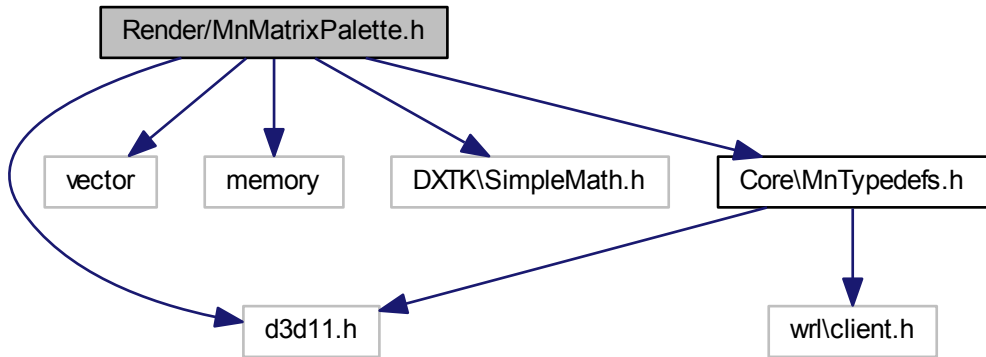 Render/MnMatrixPalette.h
vector
memory
DXTK\SimpleMath.h
Core\MnTypedefs.h
d3d11.h
wrl\client.h